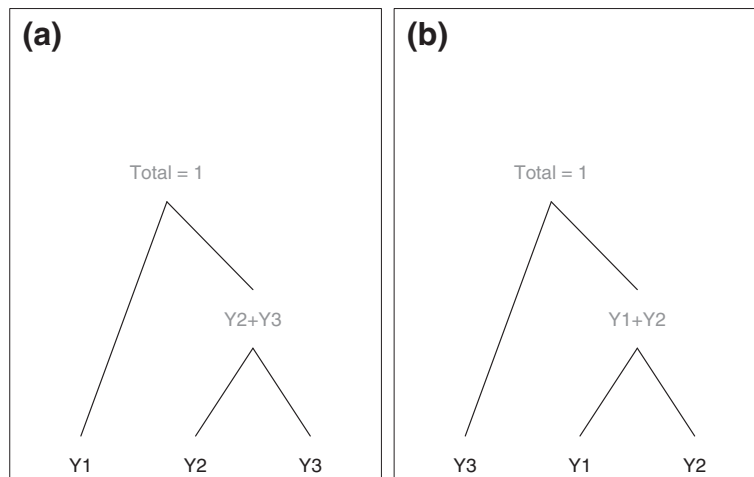 (a)
Total = 1
Y2+Y3
Y1 Y2 Y3
(b)
Total = 1
Y1+Y2
Y3 Y1 Y2